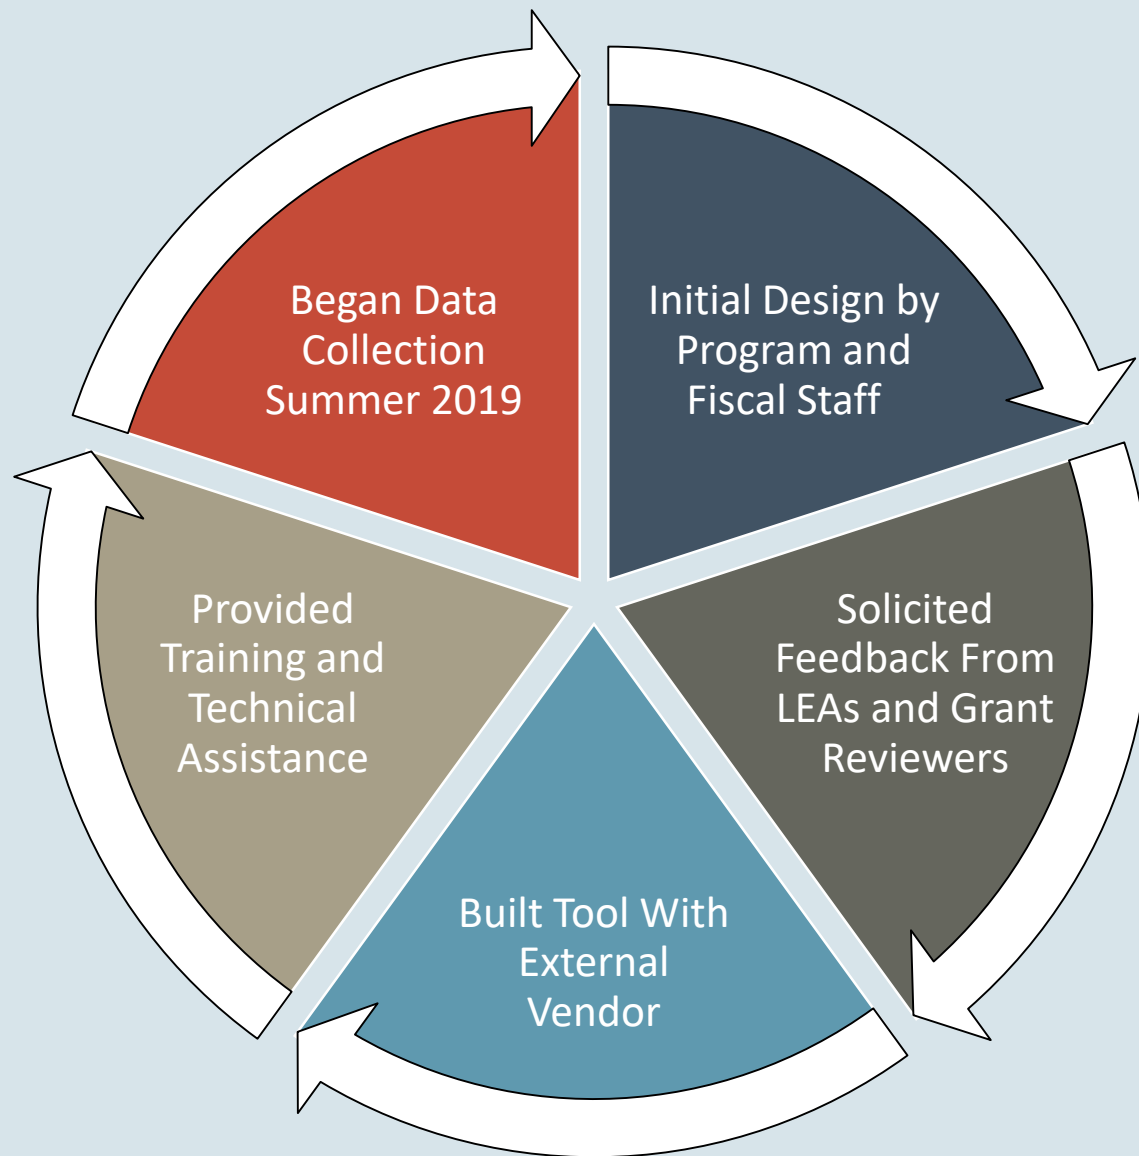 Initial Design by
Program and
Fiscal Staff
Solicited
Feedback From
LEAs and Grant
Reviewers
Built Tool With
External
Vendor
Provided
Training and
Technical
Assistance
Began Data
Collection
Summer 2019